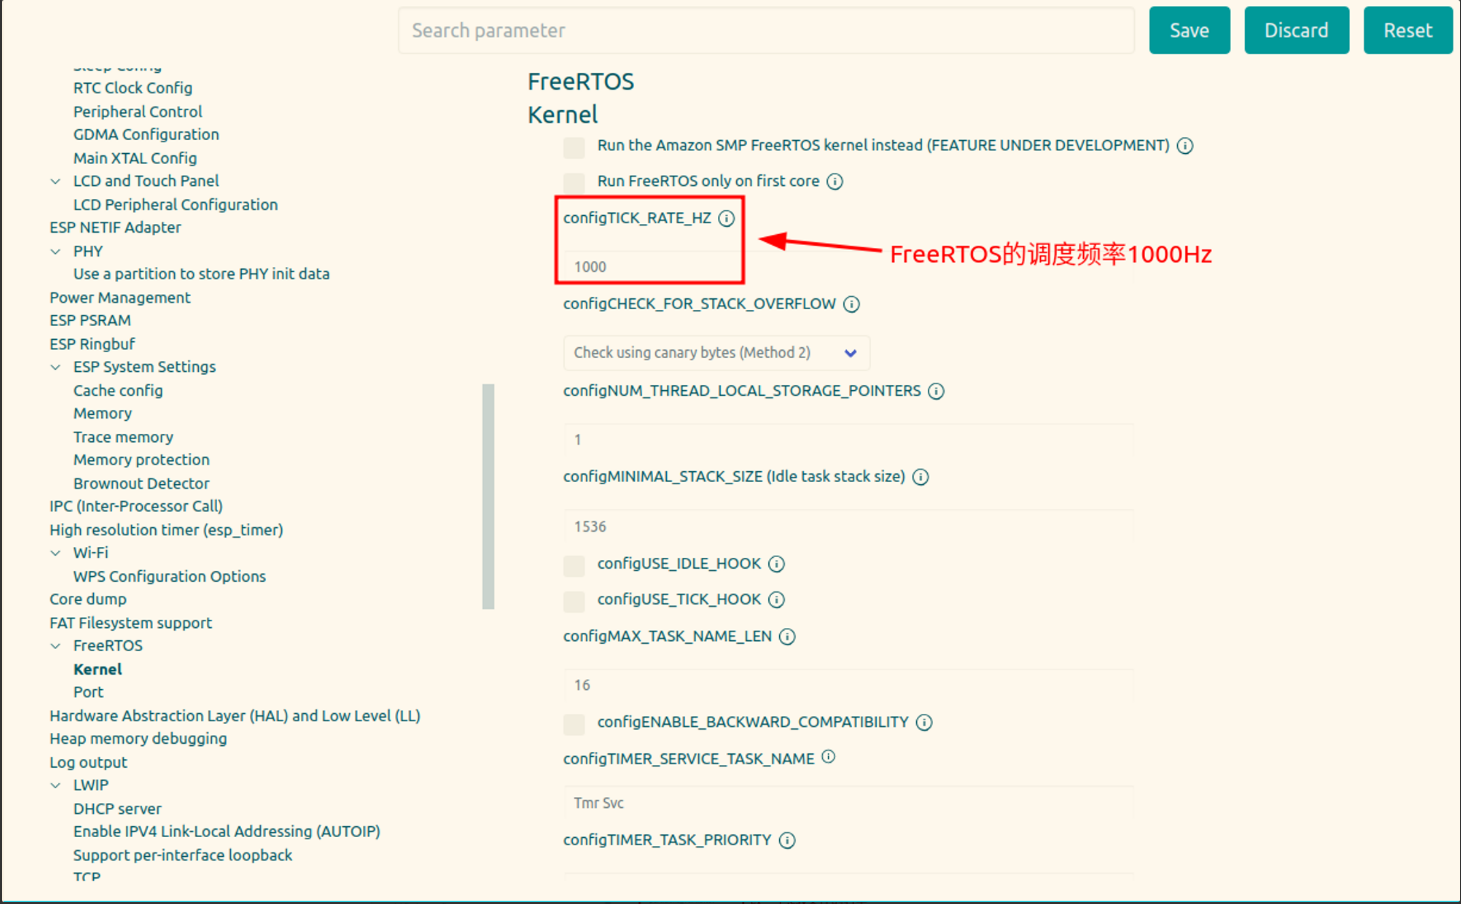 Search parameter
Save
Discard
Reset
Sleep Config
RTC Clock Config
Peripheral Control
GDMA Configuration
Main XTAL Config
LCD and Touch Panel
LCD Peripheral Configuration
ESP NETIF Adapter
PHY
Use a partition to store PHY init data
Power Management
ESP PSRAM
ESP Ringbuf
ESP System Settings
Cache config
Memory
Trace memory
Memory protection
Brownout Detector
IPC (Inter-Processor Call)
High resolution timer (esp_timer)
Wi-Fi
WPS Configuration Options
Core dump
FAT Filesystem support
FreeRTOS
Kernel
Port
Hardware Abstraction Layer (HAL) and Low Level (LL)
Heap memory debugging
Log output
LWIP
DHCP server
Enable IPV4 Link-Local Addressing (AUTOIP)
Support per-interface loopback
TCP
FreeRTOS
Kernel
Run the Amazon SMP FreeRTOS kernel instead (FEATURE UNDER DEVELOPMENT)
Run FreeRTOS only on first core
configTICK_RATE_HZ
1000
FreeRTOS的调度频率1000Hz
configCHECK_FOR_STACK_OVERFLOW
Check using canary bytes (Method 2)
configNUM_THREAD_LOCAL_STORAGE_POINTERS
1
configMINIMAL_STACK_SIZE (Idle task stack size)
1536
configUSE_IDLE_HOOK
configUSE_TICK_HOOK
configMAX_TASK_NAME_LEN
16
configENABLE_BACKWARD_COMPATIBILITY
configTIMER_SERVICE_TASK_NAME
Tmr Svc
configTIMER_TASK_PRIORITY